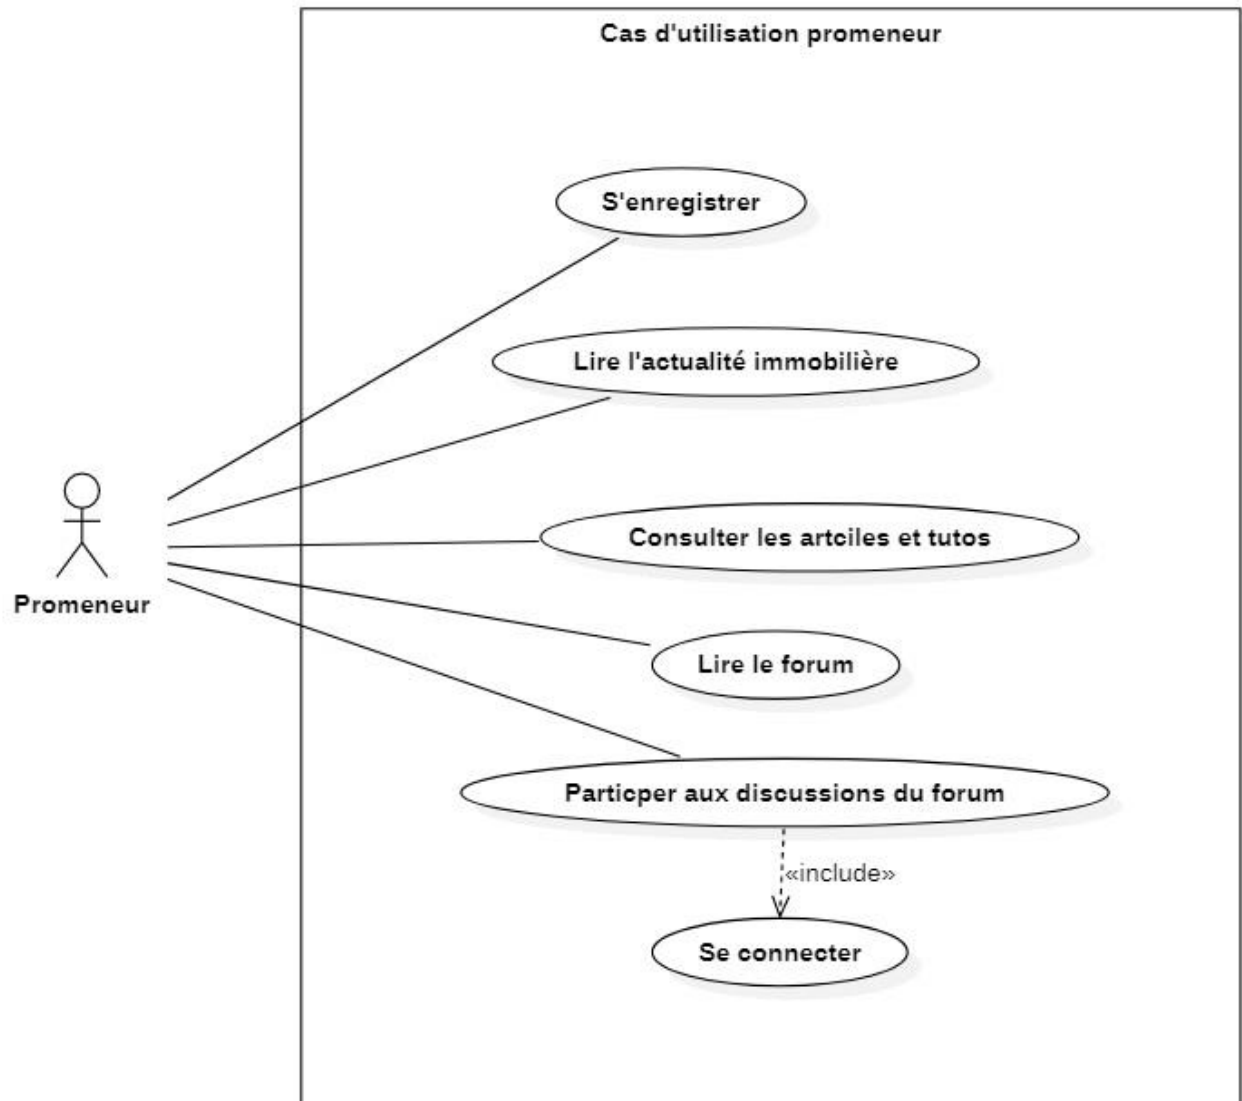 Cas d'utilisation promeneur
S'enregistrer
Lire l'actualité immobilière
Consulter les artciles et tutos
Promeneur
Lire le forum
Particper aux discussions du forum
«include»
Se connecter